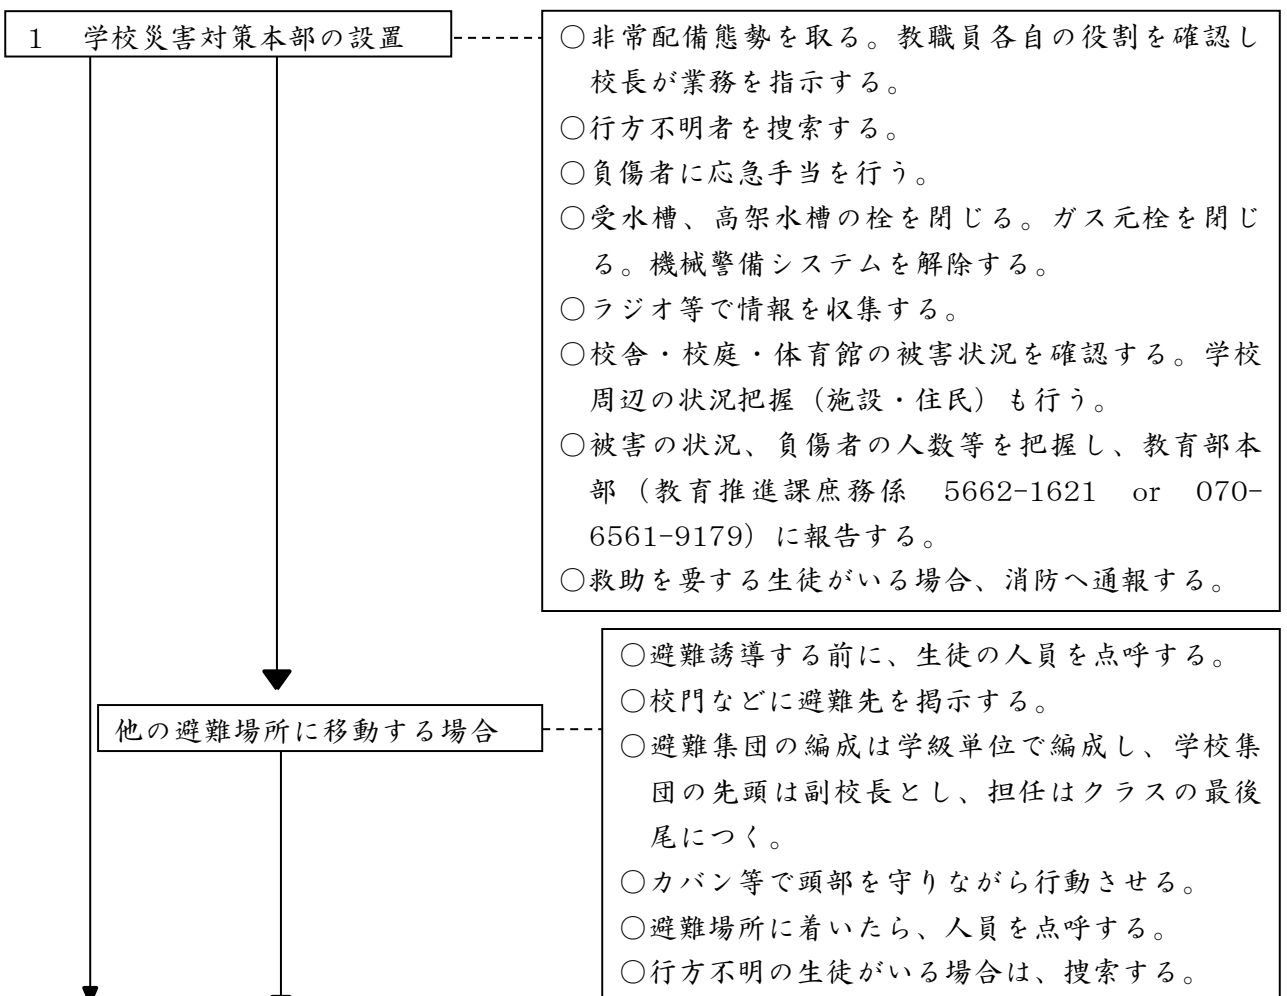 1　学校災害対策本部の設置
〇非常配備態勢を取る。教職員各自の役割を確認し
校長が業務を指示する。
〇行方不明者を捜索する。
〇負傷者に応急手当を行う。
〇受水槽、高架水槽の栓を閉じる。ガス元栓を閉じ
る。機械警備システムを解除する。
〇ラジオ等で情報を収集する。
〇校舎・校庭・体育館の被害状況を確認する。学校
周辺の状況把握（施設・住民）も行う。
〇被害の状況、負傷者の人数等を把握し、教育部本
部（教育推進課庶務係　5662-1621　or　070-
6561-9179）に報告する。
〇救助を要する生徒がいる場合、消防へ通報する。
他の避難場所に移動する場合
〇避難誘導する前に、生徒の人員を点呼する。
〇校門などに避難先を掲示する。
〇避難集団の編成は学級単位で編成し、学校集
団の先頭は副校長とし、担任はクラスの最後
尾につく。
〇カバン等で頭部を守りながら行動させる。
〇避難場所に着いたら、人員を点呼する。
〇行方不明の生徒がいる場合は、捜索する。